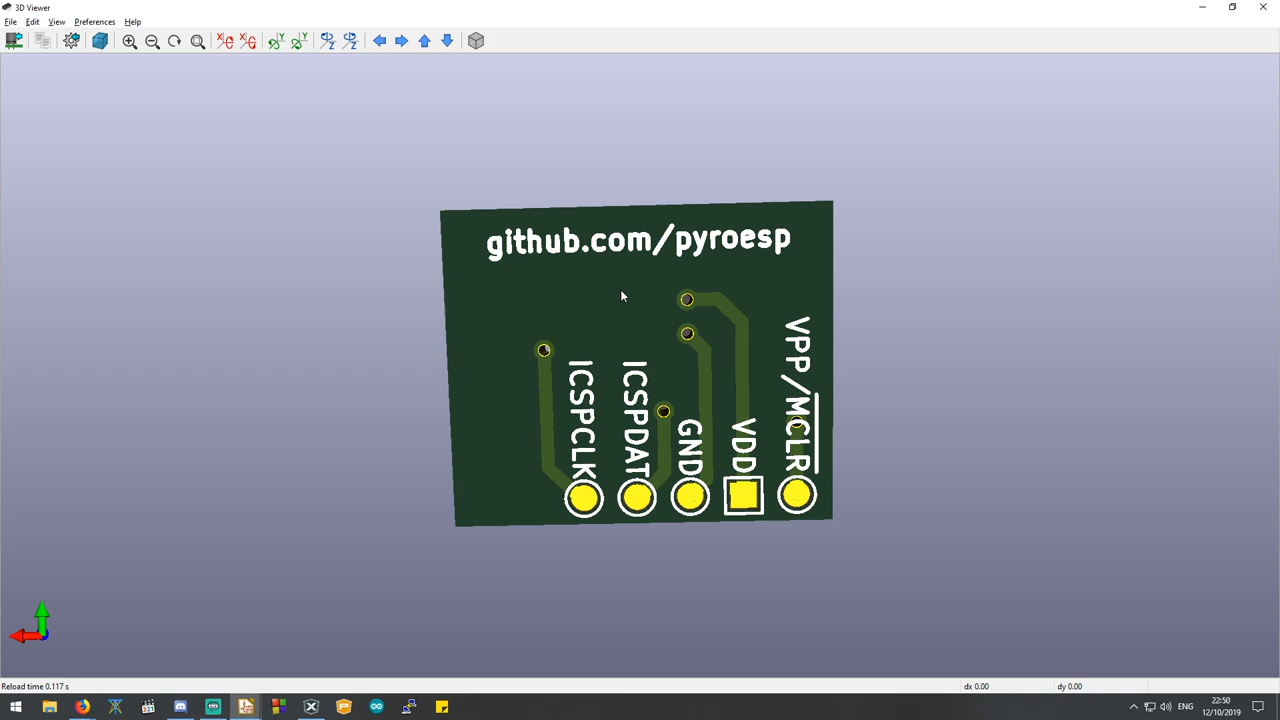 3D Viewer
File Edit View Preferences Help
github.com/pyroesp
ICSPCLK
ICSPDAT
GND
VDD
VPP/MCLR
Reload time 0.117 s
dx 0.00
dy 0.00
ENG
22:50
12/10/2019